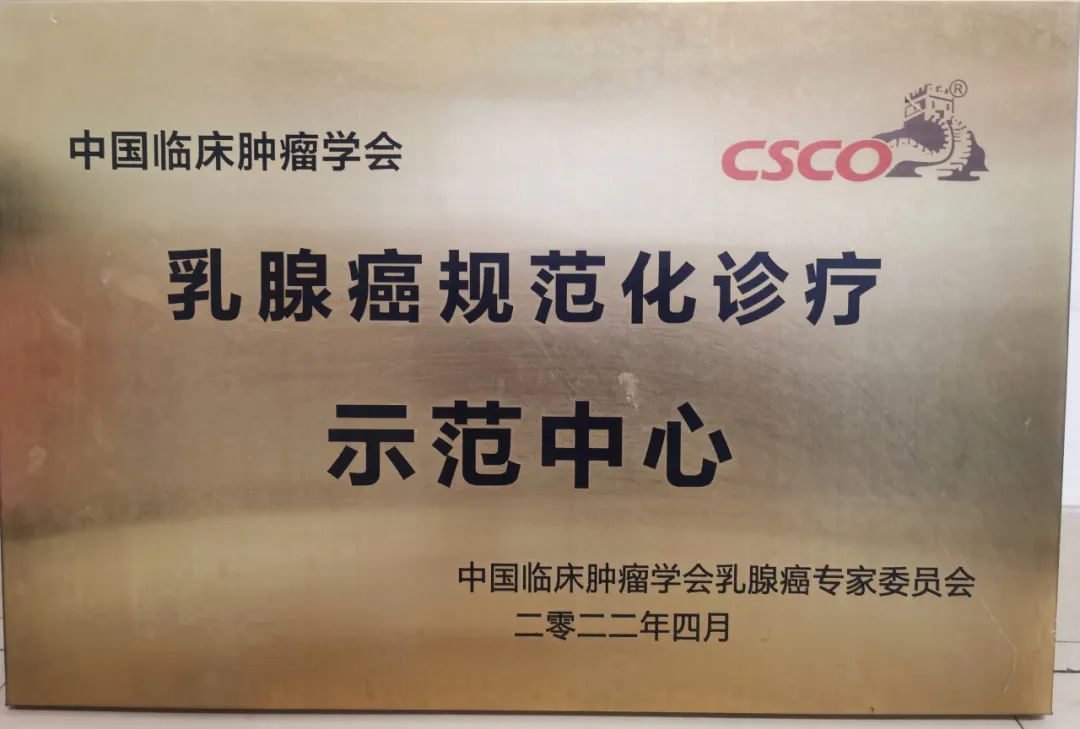 中国临床肿瘤学会
CSCO®
乳腺癌规范化诊疗
示范中心
中国临床肿瘤学会乳腺癌专家委员会
二零二二年四月